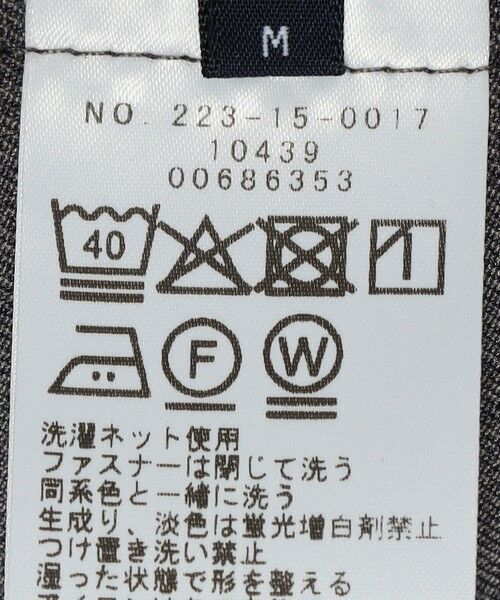 M
NO. 223-15-0017
10439
00686353
40
F
W
洗濯ネット使用
ファスナーは閉じて洗う
同系色と一緒に洗う
生成り、淡色は蛍光増白剤禁止
つけ置き洗い禁止
湿った状態で形を整える